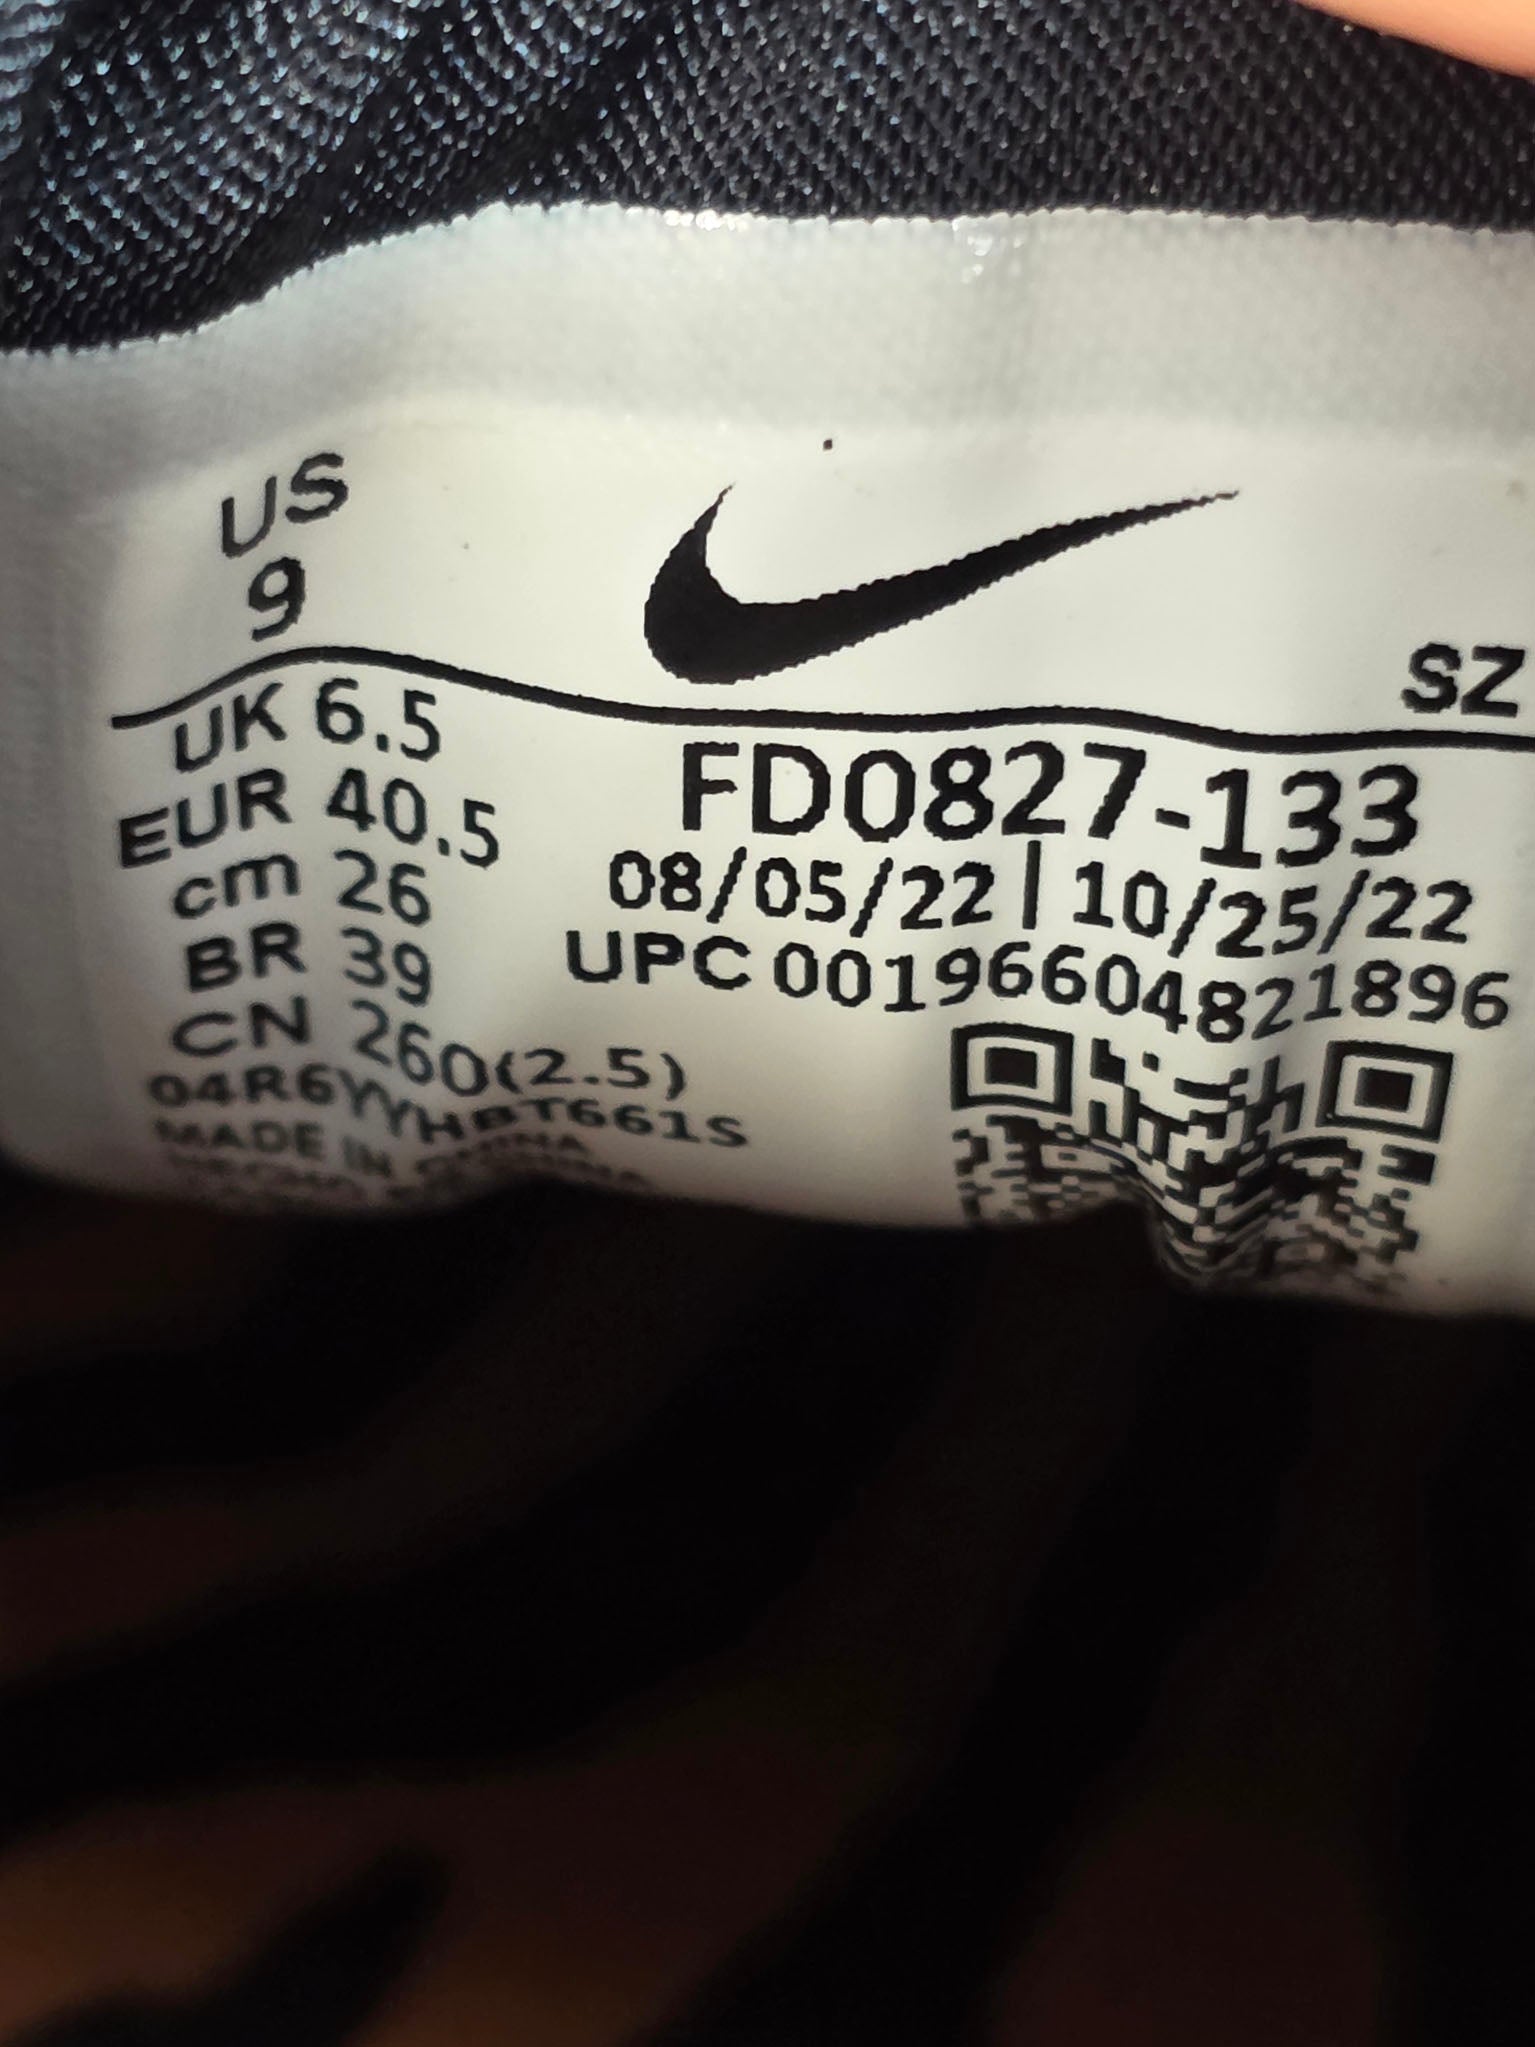 US
9
SZ
UK 6.5
EUR 40.5
cm 26
BR 39
CN 260(2.5)
04R6YYHBT661S
MADE IN CHINA
FD0827-133
08/05/22 | 10/25/22
UPC 00196604821896